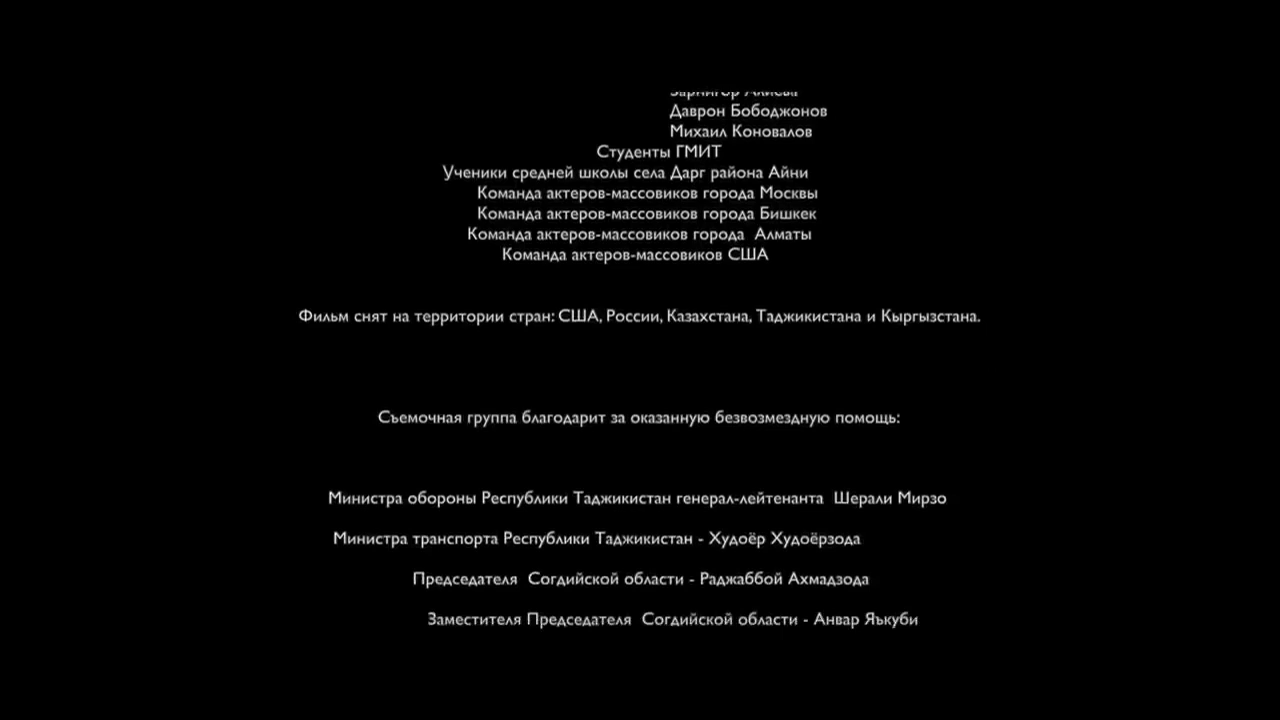 Даврон Бободжонов
Михаил Коновалов
Студенты ГМИТ
Ученики средней школы села Дарг района Айни
Команда актеров-массовиков города Москвы
Команда актеров-массовиков города Бишкек
Команда актеров-массовиков города Алматы
Команда актеров-массовиков США
Фильм снят на территории стран: США, России, Казахстана, Таджикистана и Кыргызстана.
Съемочная группа благодарит за оказанную безвозмездную помощь:
Министра обороны Республики Таджикистан генерал-лейтенанта Шерали Мирзо
Министра транспорта Республики Таджикистан - Худоёр Худоёрзода
Председателя Согдийской области - Раджаббой Ахмадзода
Заместителя Председателя Согдийской области - Анвар Яъкуби